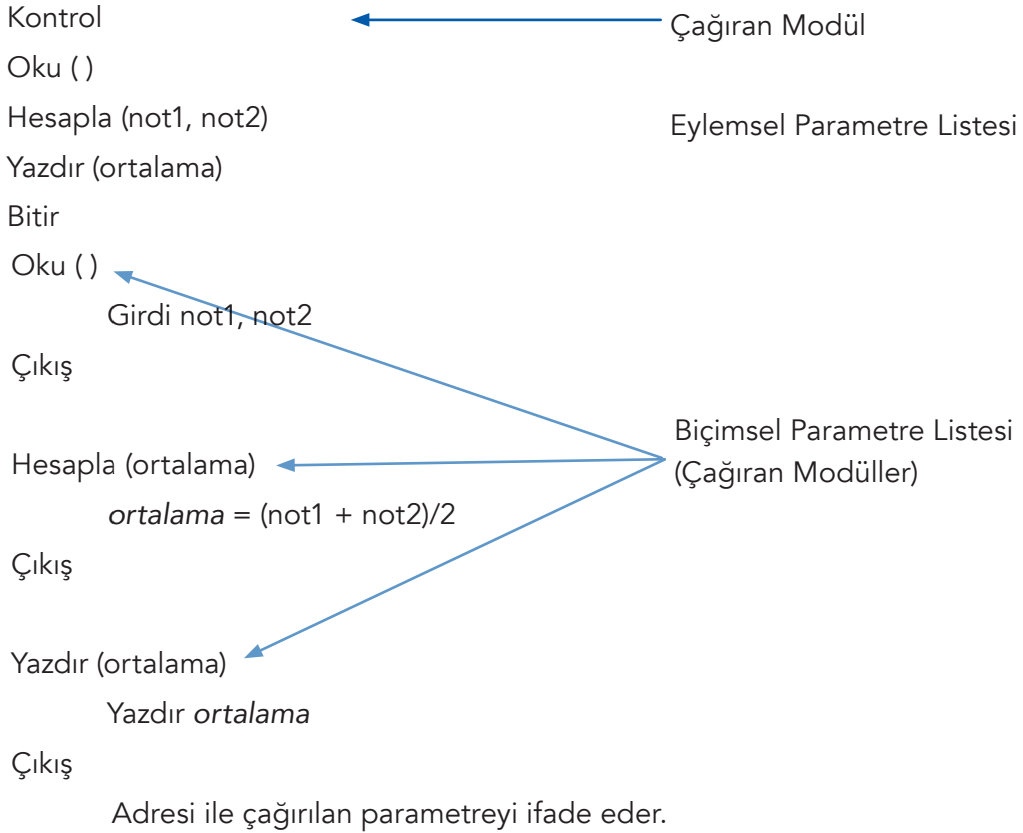 Kontrol
Çağıran Modül
Oku ( )
Hesapla (not1, not2)
Eylemsel Parametre Listesi
Yazdır (ortalama)
Bitir
Oku ( )
Girdi not1, not2
Çıkış
Biçimsel Parametre Listesi
(Çağıran Modüller)
Hesapla (ortalama)
ortalama = (not1 + not2)/2
Çıkış
Yazdır (ortalama)
Yazdır ortalama
Çıkış
Adresi ile çağırılan parametreyi ifade eder.